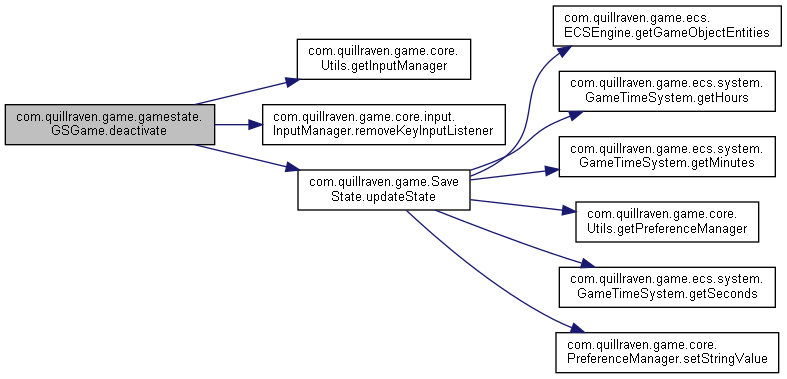 com.quillraven.game.gamestate.
GSGame.deactivate
com.quillraven.game.core.
Utils.getInputManager
com.quillraven.game.core.input.
InputManager.removeKeyInputListener
com.quillraven.game.Save
State.updateState
com.quillraven.game.ecs.
ECSEngine.getGameObjectEntities
com.quillraven.game.ecs.system.
GameTimeSystem.getHours
com.quillraven.game.ecs.system.
GameTimeSystem.getMinutes
com.quillraven.game.core.
Utils.getPreferenceManager
com.quillraven.game.ecs.system.
GameTimeSystem.getSeconds
com.quillraven.game.core.
PreferenceManager.setStringValue